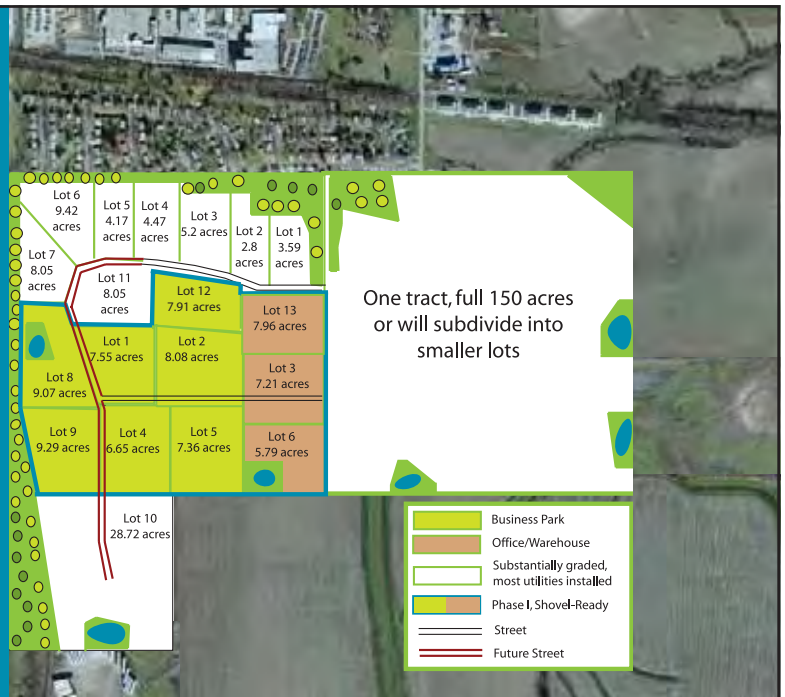 Lot 6
9.42
acres
Lot 5
4.17
acres
Lot 4
4.47
acres
Lot 3
5.2 acres
Lot 2
2.8
acres
Lot 1
3.59
acres
Lot 7
8.05
acres
Lot 11
8.05
acres
Lot 12
7.91 acres
Lot 13
7.96 acres
One tract, full 150 acres
or will subdivide into
smaller lots
Lot 1
7.55 acres
Lot 2
8.08 acres
Lot 3
7.21 acres
Lot 8
9.07 acres
Lot 9
9.29 acres
Lot 4
6.65 acres
Lot 5
7.36 acres
Lot 6
5.79 acres
Lot 10
28.72 acres
Business Park
Office/Warehouse
Substantially graded,
most utilities installed
Phase I, Shovel-Ready
Street
Future Street